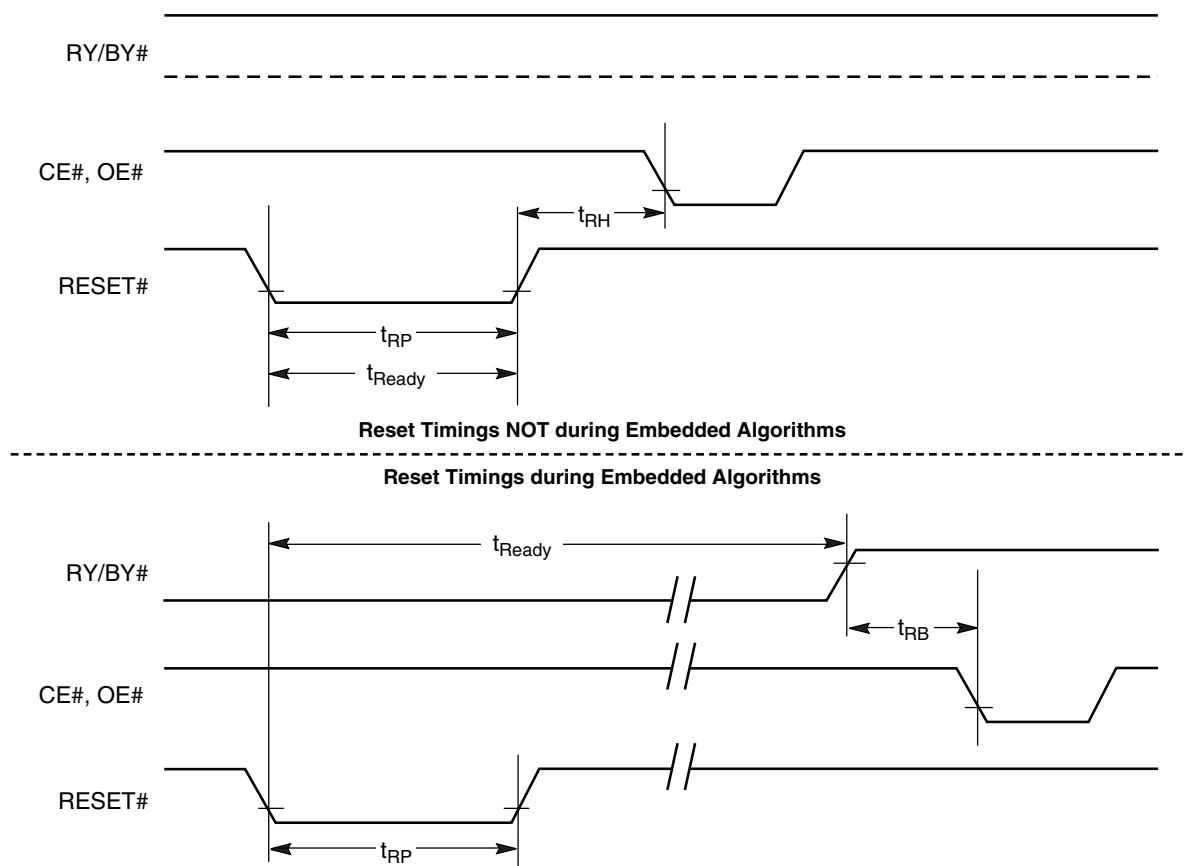 RY/BY#
CE#, OE#
tRH
RESET#
tRP
tReady
Reset Timings NOT during Embedded Algorithms
Reset Timings during Embedded Algorithms
tReady
RY/BY#
tRB
CE#, OE#
RESET#
tRP